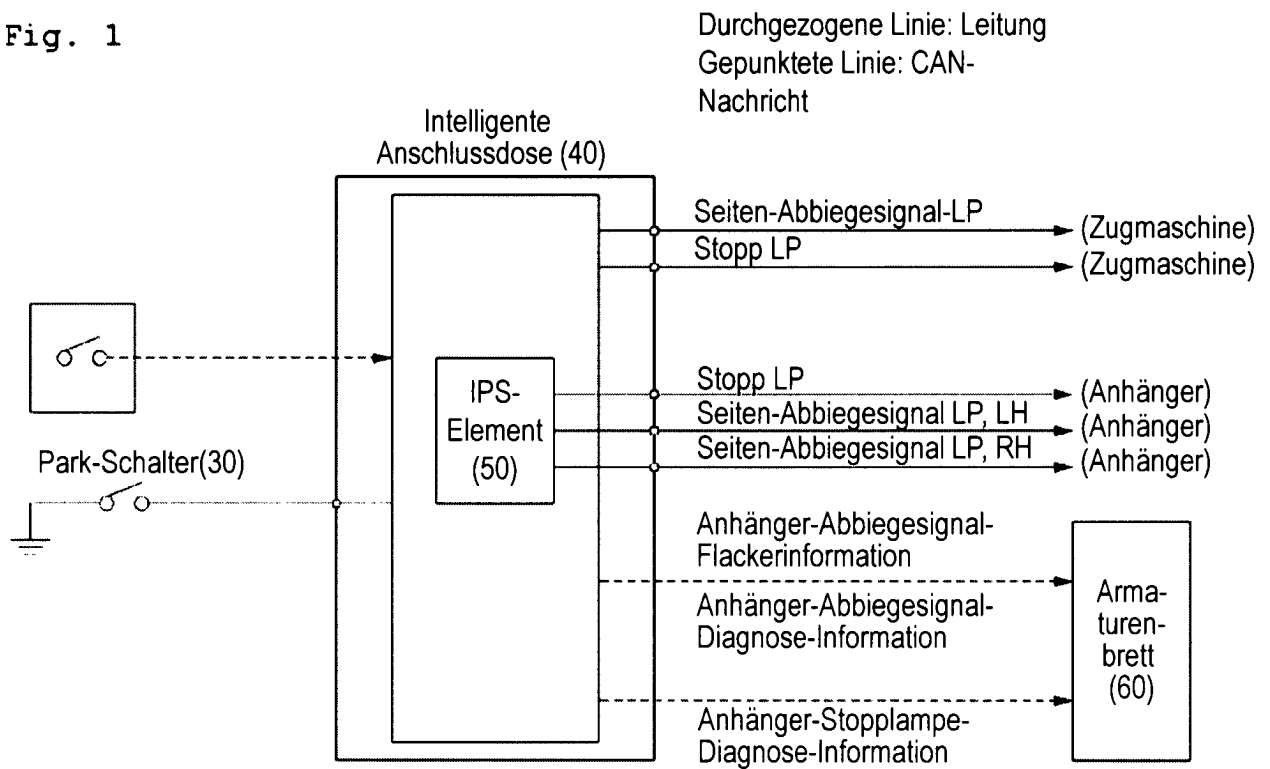 Fig. 1
Durchgezogene Linie: Leitung
Gepunktete Linie: CAN-
Nachricht
Intelligente
Anschlussdose (40)
Seiten-Abbiegesignal-LP
(Zugmaschine)
Stopp LP
(Zugmaschine)
IPS-
Element
(50)
Stopp LP
(Anhänger)
Seiten-Abbiegesignal LP, LH
(Anhänger)
Seiten-Abbiegesignal LP, RH
(Anhänger)
Park-Schalter(30)
Anhänger-Abbiegesignal-
Flackerinformation
Anhänger-Abbiegesignal-
Diagnose-Information
Arma-
turen-
brett
(60)
Anhänger-Stopplampe-
Diagnose-Information